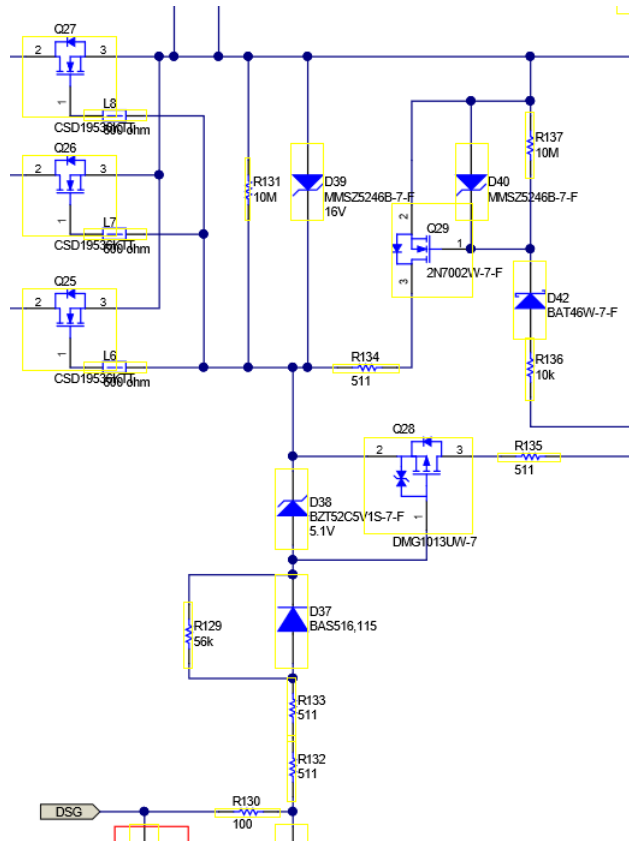 Q27
2
3
1
L8
CSD19536KTT
600 ohm
Q26
2
3
1
L7
CSD19536KTT
600 ohm
Q25
2
3
1
L6
CSD19536KTT
600 ohm
R131
10M
D39
MMSZ5246B-7-F
16V
D40
MMSZ5246B-7-F
R137
10M
2
Q29
1
2N7002W-7-F
3
D42
BAT46W-7-F
R134
511
R136
10k
Q28
2
3
1
DMG1013UW-7
R135
511
D38
BZT52C5V1S-7-F
5.1V
R129
56k
D37
BAS516,115
R133
511
R132
511
DSG
R130
100